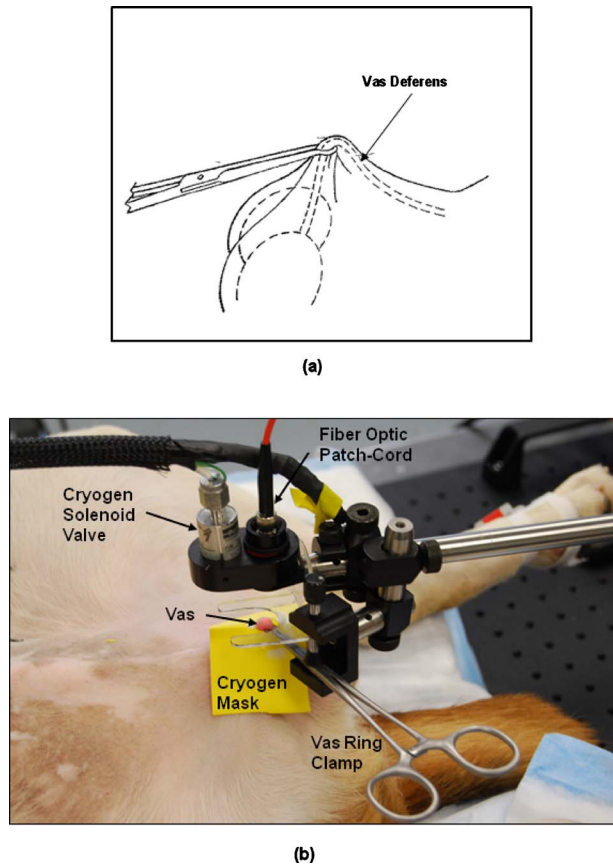 Vas Deferens
(a)
Fiber Optic
Patch-Cord
Cryogen
Solenoid
Valve
Vas
Cryogen
Mask
Vas Ring
Clamp
(b)